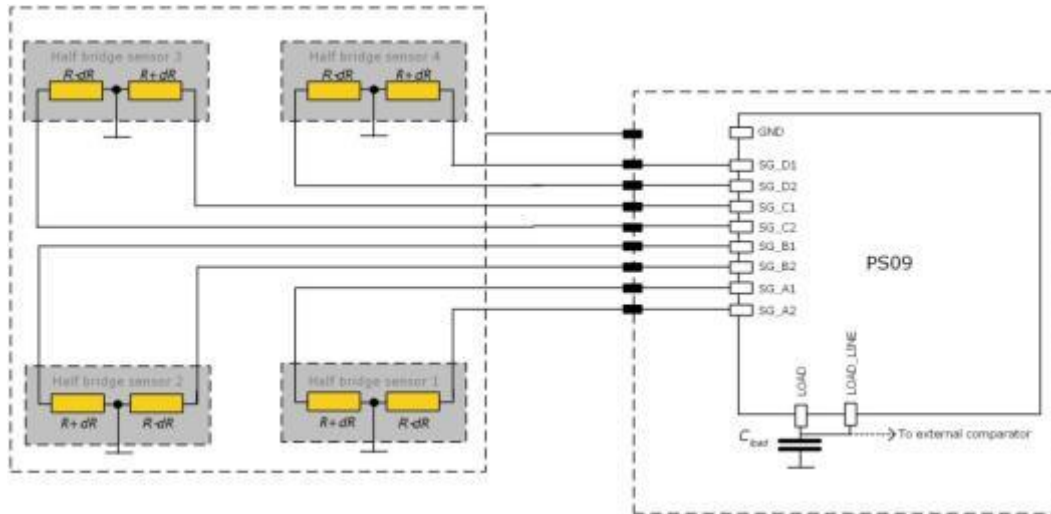 Half bridge sensor 3
R-dR R+dR
Half bridge sensor 4
R-dR R+dR
GND
SG_D1
SG_D2
SG_C1
SG_C2
SG_B1
SG_B2
SG_A1
SG_A2
PS09
LOAD
LOAD_LINE
Cload
To external comparator
Half bridge sensor 2
R+dR R-dR
Half bridge sensor 1
R+dR R-dR